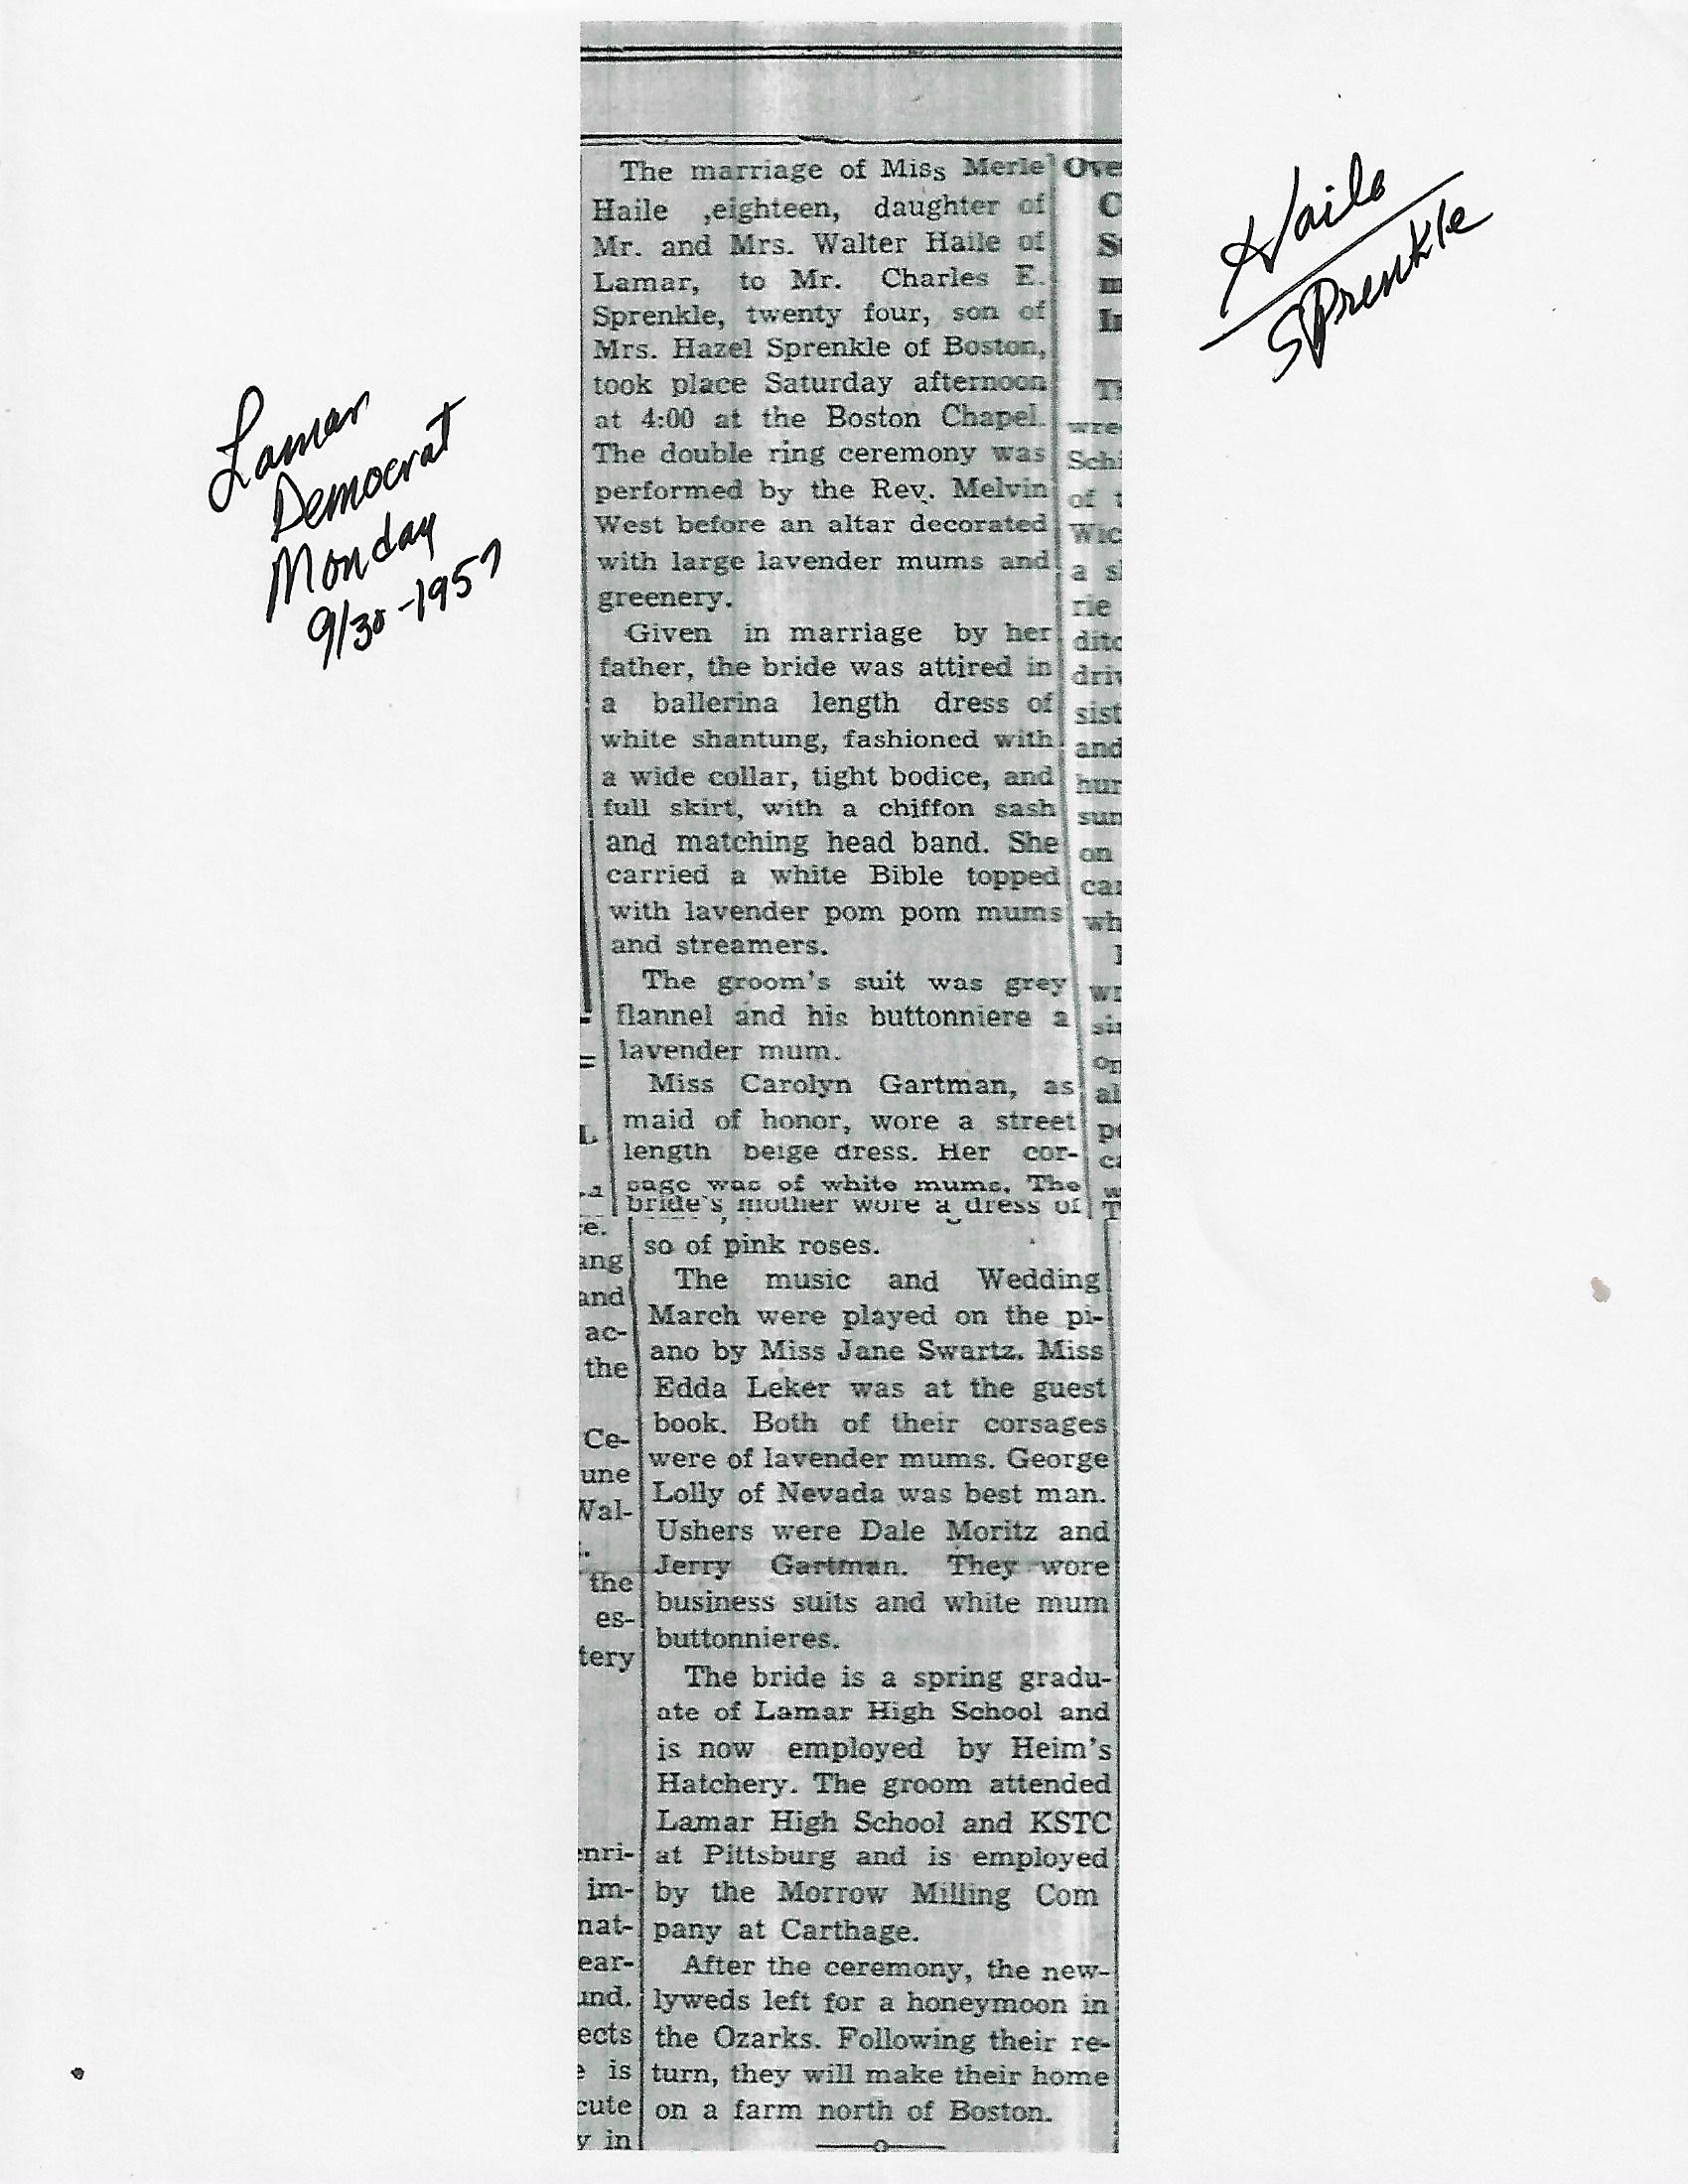 Haile
Sprenkle
Lamar
Democrat
Monday
9/30-1957
The marriage of Miss Merle
Haile ,eighteen, daughter of
Mr. and Mrs. Walter Haile of
Lamar, to Mr. Charles E.
Sprenkle, twenty four, son of
Mrs. Hazel Sprenkle of Boston,
took place Saturday afternoon
at 4:00 at the Boston Chapel.
The double ring ceremony was
performed by the Rev. Melvin
West before an altar decorated
with large lavender mums and
greenery.
Given in marriage by her
father, the bride was attired in
a ballerina length dress of
white shantung, fashioned with
a wide collar, tight bodice, and
full skirt, with a chiffon sash
and matching head band. She
carried a white Bible topped
with lavender pom pom mums
and streamers.
The groom's suit was grey
flannel and his buttonniere a
lavender mum.
Miss Carolyn Gartman, as
maid of honor, wore a street
length beige dress. Her cor-
sage was of white mums. The
bride's mother wore a dress of
so of pink roses.
The music and Wedding
March were played on the pi-
ano by Miss Jane Swartz. Miss
Edda Leker was at the guest
book. Both of their corsages
were of lavender mums. George
Lolly of Nevada was best man.
Ushers were Dale Moritz and
Jerry Gartman. They wore
business suits and white mum
buttonnieres.
The bride is a spring gradu-
ate of Lamar High School and
is now employed by Heim's
Hatchery. The groom attended
Lamar High School and KSTC
at Pittsburg and is employed
by the Morrow Milling Com
pany at Carthage.
After the ceremony, the new-
lyweds left for a honeymoon in
the Ozarks. Following their re-
turn, they will make their home
on a farm north of Boston.